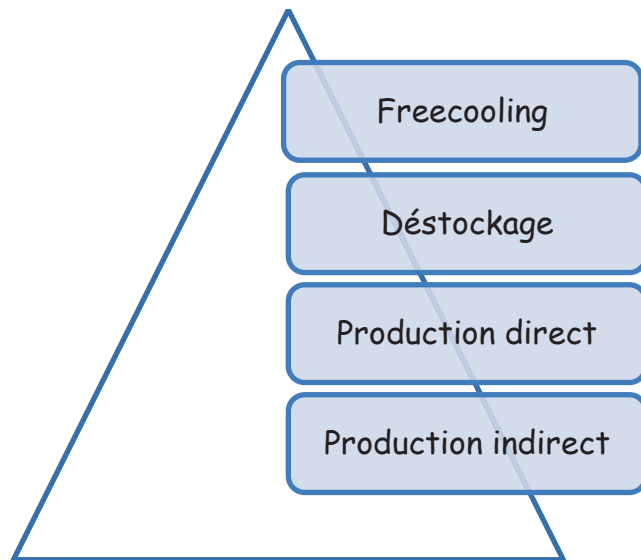 Freecooling
Déstockage
Production direct
Production indirect